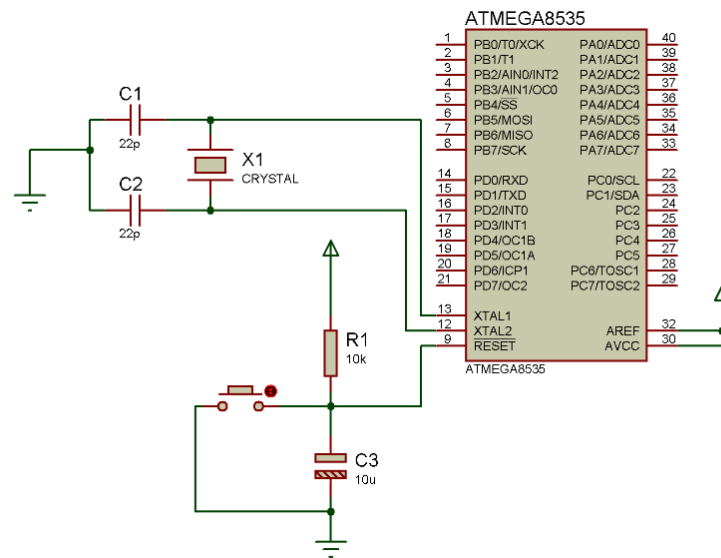 ATMEGA8535
1 PB0/T0/XCK PA0/ADC0 40
2 PB1/T1 PA1/ADC1 39
3 PB2/AIN0/INT2 PA2/ADC2 38
4 PB3/AIN1/OC0 PA3/ADC3 37
5 PB4/SS PA4/ADC4 36
6 PB5/MOSI PA5/ADC5 35
7 PB6/MISO PA6/ADC6 34
8 PB7/SCK PA7/ADC7 33
14 PD0/RXD PC0/SCL 22
15 PD1/TXD PC1/SDA 23
16 PD2/INT0 PC2 24
17 PD3/INT1 PC3 25
18 PD4/OC1B PC4 26
19 PD5/OC1A PC5 27
20 PD6/ICP1 PC6/TOSC1 28
21 PD7/OC2 PC7/TOSC2 29
13 XTAL1
12 XTAL2 AREF 32
9 RESET AVCC 30
ATMEGA8535
C1
22p
X1
CRYSTAL
C2
22p
R1
10k
C3
10u